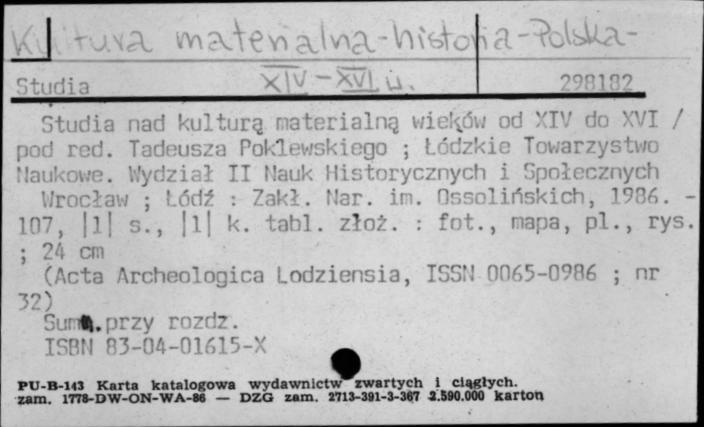 Kultura materialna-historia-Polska-
XIV-XVI w.
Studia 298182
Studia nad kulturą materialną wieków od XIV do XVI /
pod red. Tadeusza Poklewskiego ; Łódzkie Towarzystwo
Naukowe. Wydział II Nauk Historycznych i Społecznych
Wrocław ; Łódź : Zakł. Nar. im. Ossolińskich, 1986. -
107, |1| s., |1| k. tabl. złoż. : fot., mapa, pl., rys.
; 24 cm
(Acta Archeologica Lodziensia, ISSN 0065-0986 ; nr
32)
Summ. przy rozdz.
ISBN 83-04-01615-X
PU-B-143 Karta katalogowa wydawnictw zwartych i ciągłych.
zam. 1778-DW-ON-WA-86 — DZG zam. 2713-391-3-367 2.590.000 karton